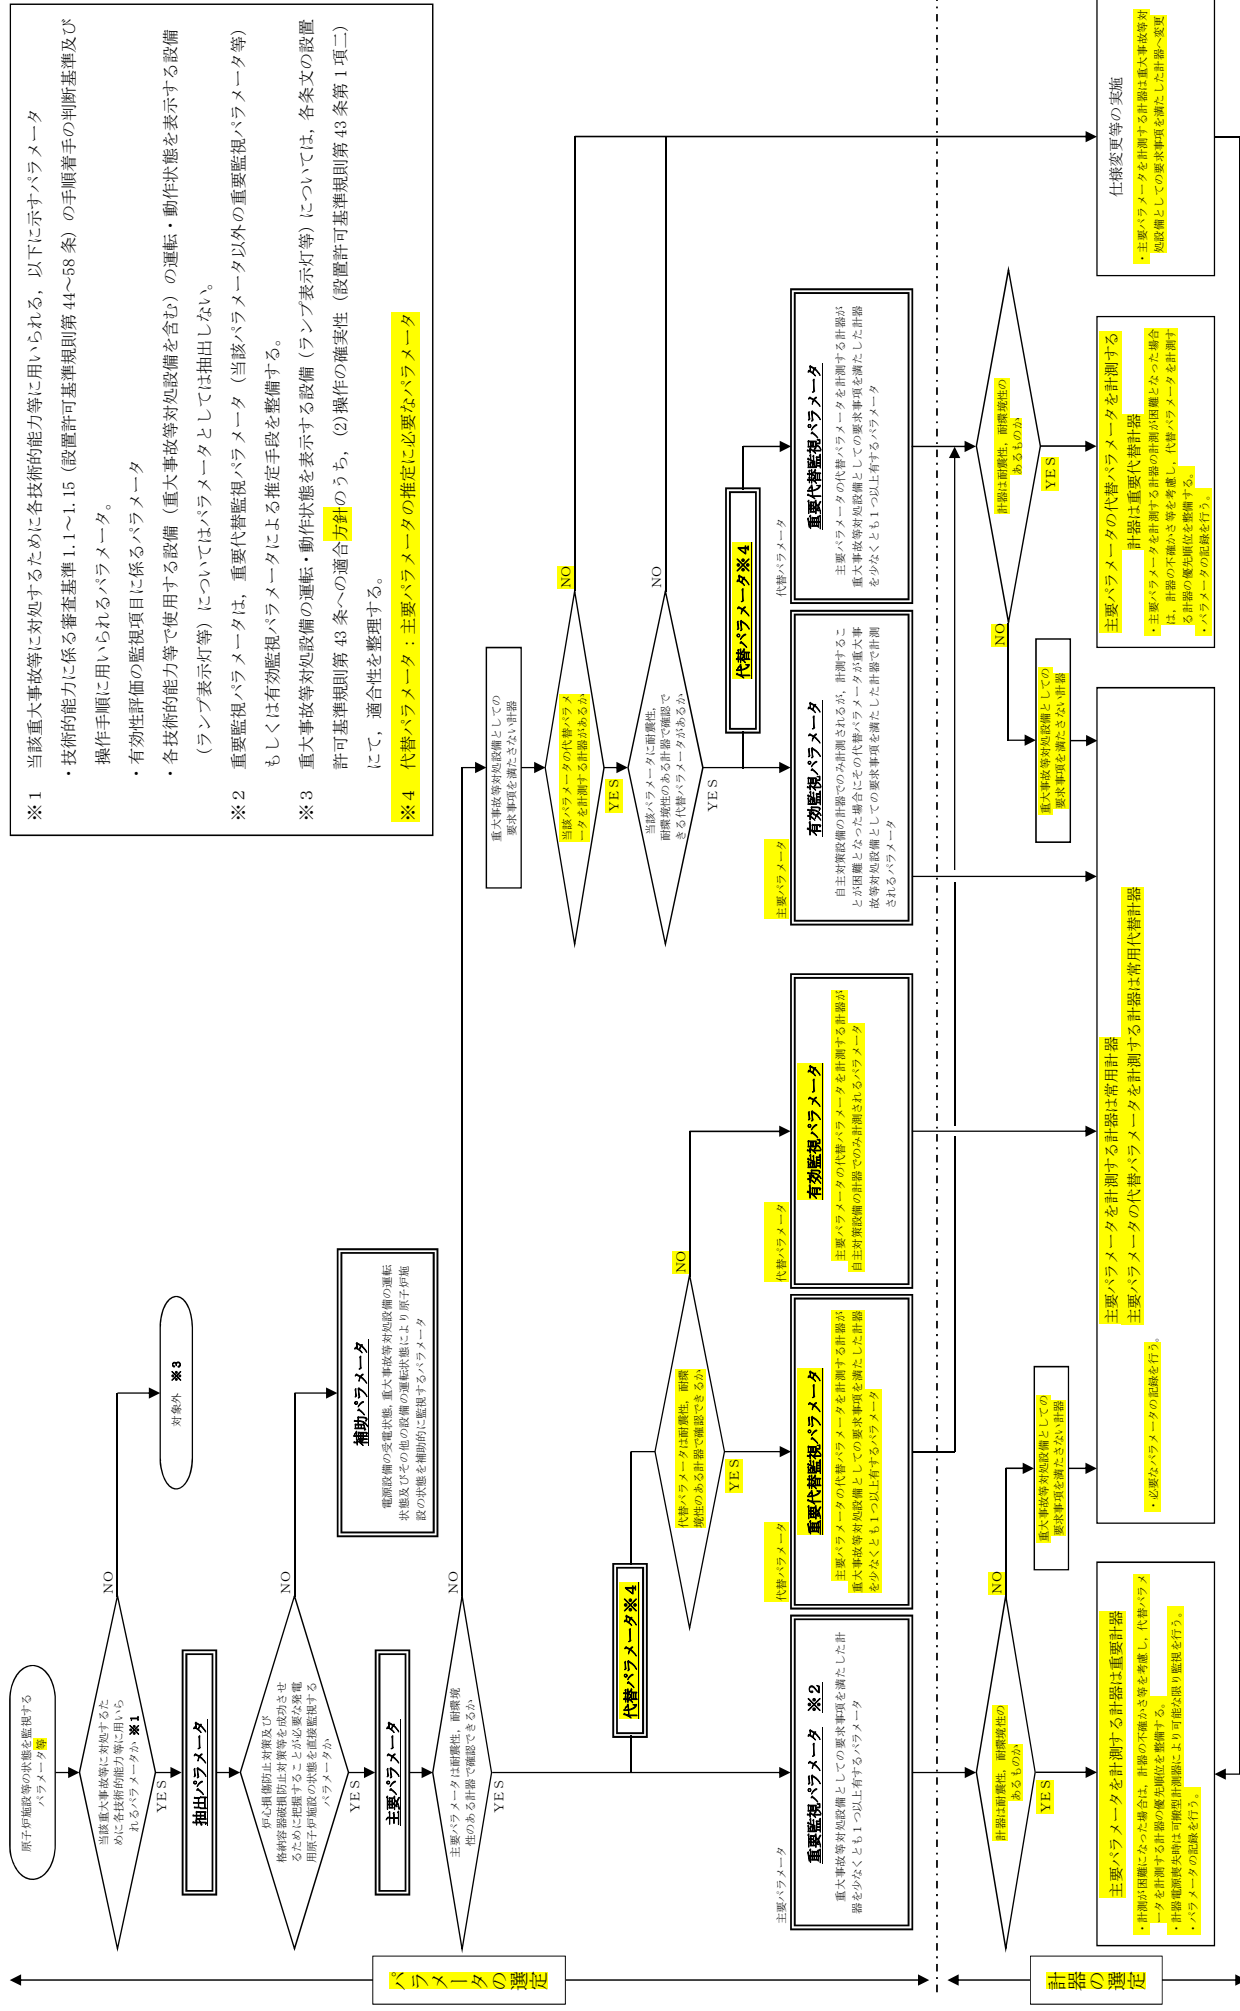 原子炉施設等の状態を監視する
パラメータ等
当該重大事故等に対処するた
めに各技術的能力等に用いら
れるパラメータか ※1
NO
YES
対象外 ※3
抽出パラメータ
炉心損傷防止対策及び
格納容器破損防止対策等を成功させ
るために把握することが必要な発電
用原子炉施設の状態を直接監視する
パラメータか
NO
YES
補助パラメータ
電源設備の受電状態，重大事故等対処設備の運転
状態及びその他の設備の運転状態により原子炉施
設の状態を補助的に監視するパラメータ
主要パラメータ
主要パラメータは耐震性，耐環境
性のある計器で確認できるか
NO
YES
※1 当該重大事故等に対処するために各技術的能力等に用いられる，以下に示すパラメータ
・技術的能力に係る審査基準 1.1～1.15（設置許可基準規則第 44～58 条）の手順着手の判断基準及び
操作手順に用いられるパラメータ。
・有効性評価の監視項目に係るパラメータ
・各技術的能力等で使用する設備（重大事故等対処設備を含む）の運転・動作状態を表示する設備
（ランプ表示灯等）についてはパラメータとしては抽出しない。
※2 重要監視パラメータは，重要代替監視パラメータ（当該パラメータ以外の重要監視パラメータ等）
もしくは有効監視パラメータによる推定手段を整備する。
※3 重大事故等対処設備の運転・動作状態を表示する設備（ランプ表示灯等）については，各条文の設置
許可基準規則第 43 条への適合方針のうち，(2)操作の確実性（設置許可基準規則第 43 条第 1 項二）
にて，適合性を整理する。
※4 代替パラメータ：主要パラメータの推定に必要なパラメータ
重大事故等対処設備としての
要求事項を満たさない計器
当該パラメータの代替パラメ
ータを計測する計器があるか
NO
YES
当該パラメータに耐震性，
耐環境性のある計器で確認で
きる代替パラメータがあるか
NO
YES
代替パラメータ※4
代替パラメータ※4
代替パラメータは耐震性，耐環
境性のある計器で確認できるか
NO
YES
主要パラメータ
重要監視パラメータ ※2
重大事故等対処設備としての要求事項を満たした計
器を少なくとも1つ以上有するパラメータ
代替パラメータ
重要代替監視パラメータ
主要パラメータの代替パラメータを計測する計器が
重大事故等対処設備としての要求事項を満たした計器
を少なくとも1つ以上有するパラメータ
代替パラメータ
有効監視パラメータ
主要パラメータの代替パラメータを計測する計器が
自主対策設備の計器でのみ計測されるパラメータ
主要パラメータ
有効監視パラメータ
自主対策設備の計器でのみ計測されるが，計測するこ
とが困難となった場合にその代替パラメータが重大事
故等対処設備としての要求事項を満たした計器で計測
されるパラメータ
代替パラメータ
重要代替監視パラメータ
主要パラメータの代替パラメータを計測する計器が
重大事故等対処設備としての要求事項を満たした計器
を少なくとも1つ以上有するパラメータ
パラメータの選定
計器の選定
計器は耐震性，耐環境性の
あるものか
NO
YES
重大事故等対処設備としての
要求事項を満たさない計器
計器は耐震性，耐環境性の
あるものか
NO
YES
重大事故等対処設備としての
要求事項を満たさない計器
主要パラメータを計測する計器は重要計器
・計測が困難になった場合は，計器の不確かさ等を考慮し，代替パラメ
ータを計測する計器の優先順位を整備する。
・計器電源喪失時は可搬型計測器により可能な限り監視を行う。
・パラメータの記録を行う。
主要パラメータを計測する計器は常用計器
主要パラメータの代替パラメータを計測する計器は常用代替計器
・必要なパラメータの記録を行う。
主要パラメータの代替パラメータを計測する
計器は重要代替計器
・主要パラメータを計測する計器の計測が困難となった場合
は，計器の不確かさ等を考慮し，代替パラメータを計測す
る計器の優先順位を整備する。
・パラメータの記録を行う。
仕様変更等の実施
・主要パラメータを計測する計器は重大事故等対
処設備としての要求事項を満たした計器へ変更